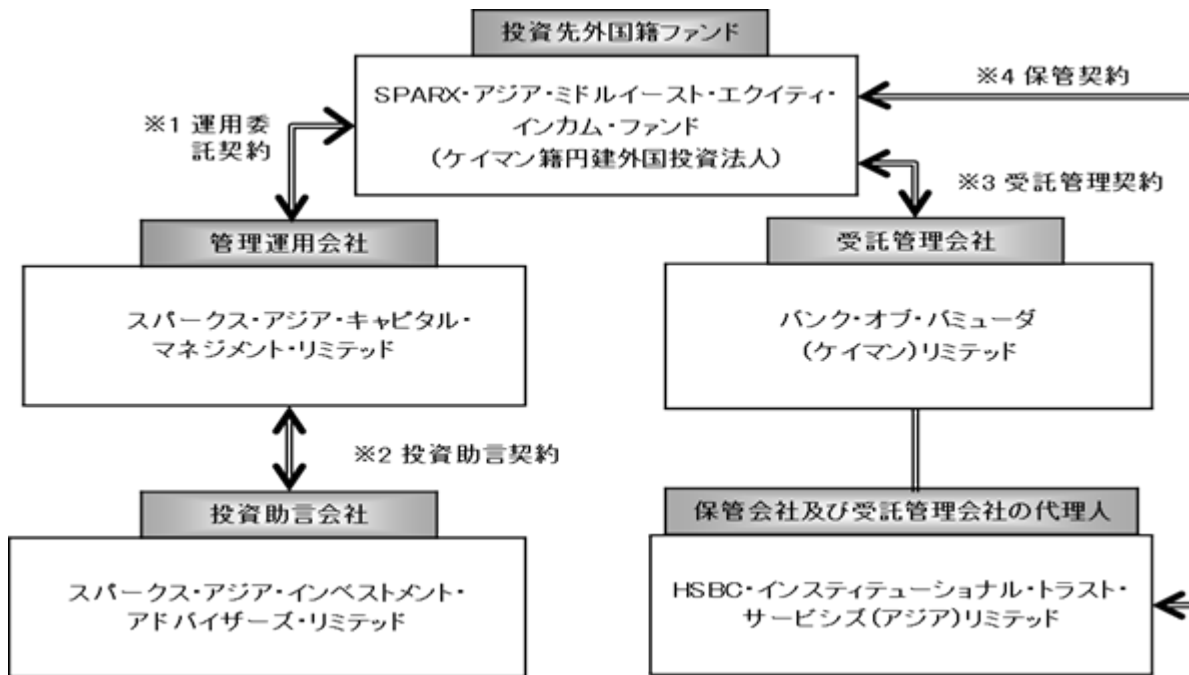 投資先外国籍ファンド
SPARX・アジア・ミドルイースト・エクイティ・
インカム・ファンド
(ケイマン籍円建外国投資法人)
※4 保管契約
※1 運用委
託契約
※3 受託管理契約
管理運用会社
スパークス・アジア・キャピタル・
マネジメント・リミテッド
受託管理会社
バンク・オブ・バミューダ
(ケイマン)リミテッド
※2 投資助言契約
投資助言会社
スパークス・アジア・インベストメント・
アドバイザーズ・リミテッド
保管会社及び受託管理会社の代理人
HSBC・インスティテューショナル・トラスト・
サービシズ(アジア)リミテッド